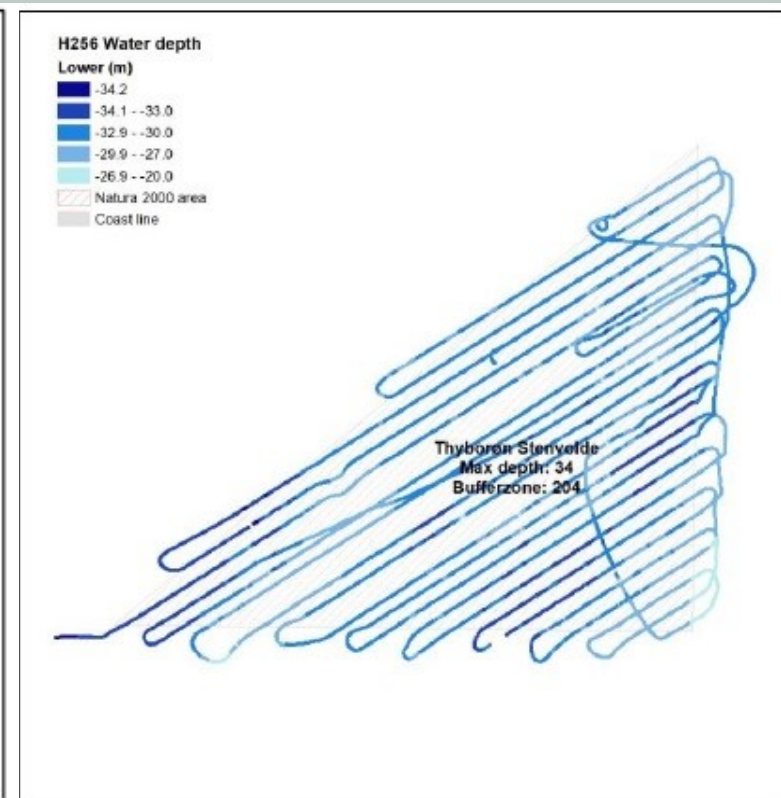 H256 Water depth
Lower (m)
-34.2
-34.1 - -33.0
-32.9 - -30.0
-29.9 - -27.0
-26.9 - -20.0
Natura 2000 area
Coast line
Thyborøn Stenvolde
Max depth: 34
Bufferzone: 204